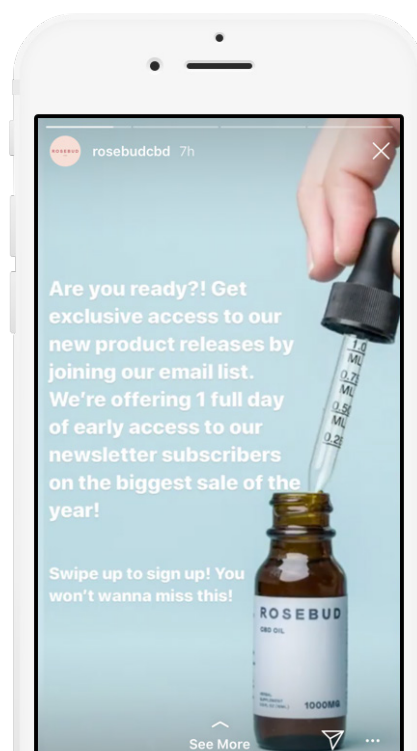 ROSEBUD
rosebudcbd 7h
Are you ready?! Get
exclusive access to our
new product releases by
joining our email list.
We're offering 1 full day
of early access to our
newsletter subscribers
on the biggest sale of the
year!
Swipe up to sign up! You
won't wanna miss this!
1.0
ML
0.75
ML
0.50
ML
0.25
ROSEBUD
CBD OIL
1000MG
See More